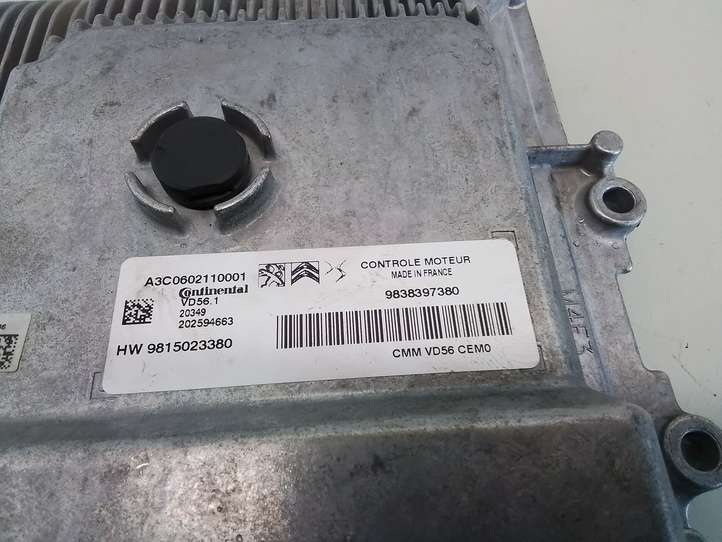 A3C0602110001
Continental
VD56.1
20349
202594663
HW 9815023380
CONTROLE MOTEUR
MADE IN FRANCE
9838397380
CMM VD56 CEM0